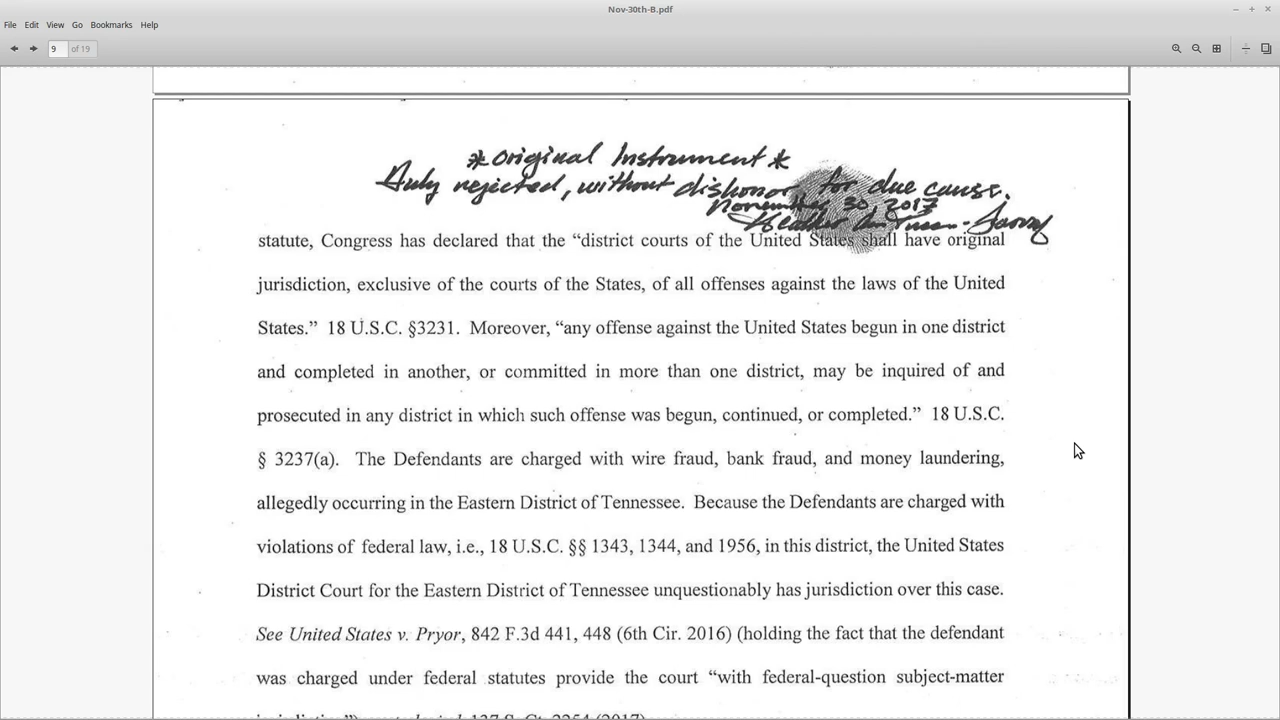 Nov-30th-B.pdf
File Edit View Go Bookmarks Help
9 of 19
*Original Instrument*
Duly rejected, without dishonor for due cause.
November 30, 2017
statute, Congress has declared that the “district courts of the United States shall have original
jurisdiction, exclusive of the courts of the States, of all offenses against the laws of the United
States.” 18 U.S.C. §3231. Moreover, “any offense against the United States begun in one district
and completed in another, or committed in more than one district, may be inquired of and
prosecuted in any district in which such offense was begun, continued, or completed.” 18 U.S.C.
§ 3237(a). The Defendants are charged with wire fraud, bank fraud, and money laundering,
allegedly occurring in the Eastern District of Tennessee. Because the Defendants are charged with
violations of federal law, i.e., 18 U.S.C. §§ 1343, 1344, and 1956, in this district, the United States
District Court for the Eastern District of Tennessee unquestionably has jurisdiction over this case.
See United States v. Pryor, 842 F.3d 441, 448 (6th Cir. 2016) (holding the fact that the defendant
was charged under federal statutes provide the court “with federal-question subject-matter